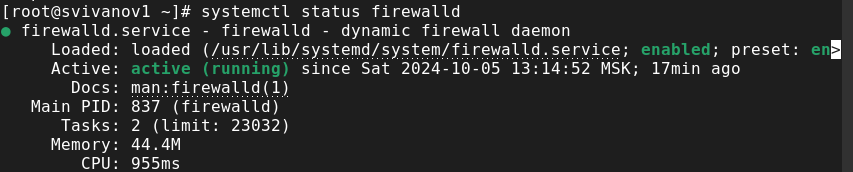 [root@svivanov1 ~]# systemctl status firewalld
● firewalld.service - firewalld - dynamic firewall daemon
     Loaded: loaded (/usr/lib/systemd/system/firewalld.service; enabled; preset: en>
     Active: active (running) since Sat 2024-10-05 13:14:52 MSK; 17min ago
       Docs: man:firewalld(1)
   Main PID: 837 (firewalld)
      Tasks: 2 (limit: 23032)
     Memory: 44.4M
        CPU: 955ms